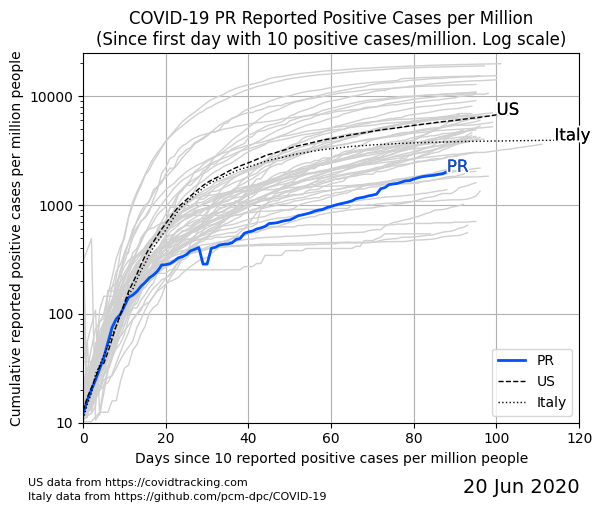 COVID-19 PR Reported Positive Cases per Million
(Since first day with 10 positive cases/million. Log scale)
Cumulative reported positive cases per million people
10000
1000
100
10
US
Italy
PR
PR
US
Italy
0 20 40 60 80 100 120
Days since 10 reported positive cases per million people
US data from https://covidtracking.com
Italy data from https://github.com/pcm-dpc/COVID-19
20 Jun 2020